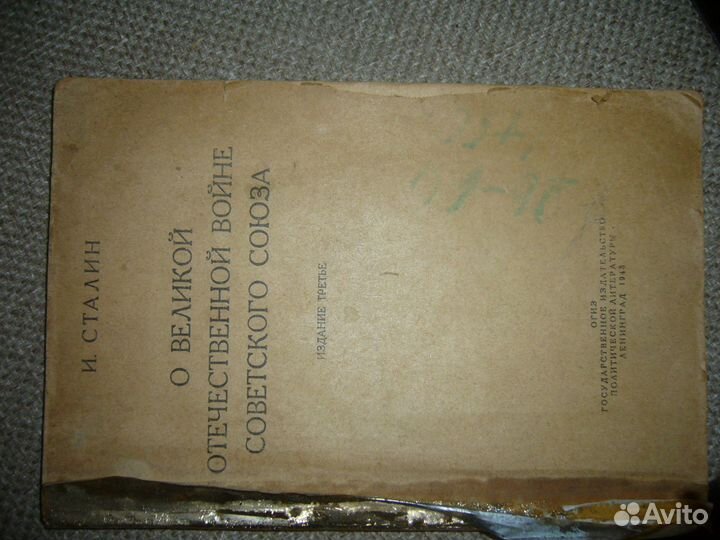 И. СТАЛИН
О ВЕЛИКОЙ
ОТЕЧЕСТВЕННОЙ ВОЙНЕ
СОВЕТСКОГО СОЮЗА
ИЗДАНИЕ ТРЕТЬЕ
ОГИЗ
ГОСУДАРСТВЕННОЕ ИЗДАТЕЛЬСТВО
ПОЛИТИЧЕСКОЙ ЛИТЕРАТУРЫ
ЛЕНИНГРАД 1943
Avito